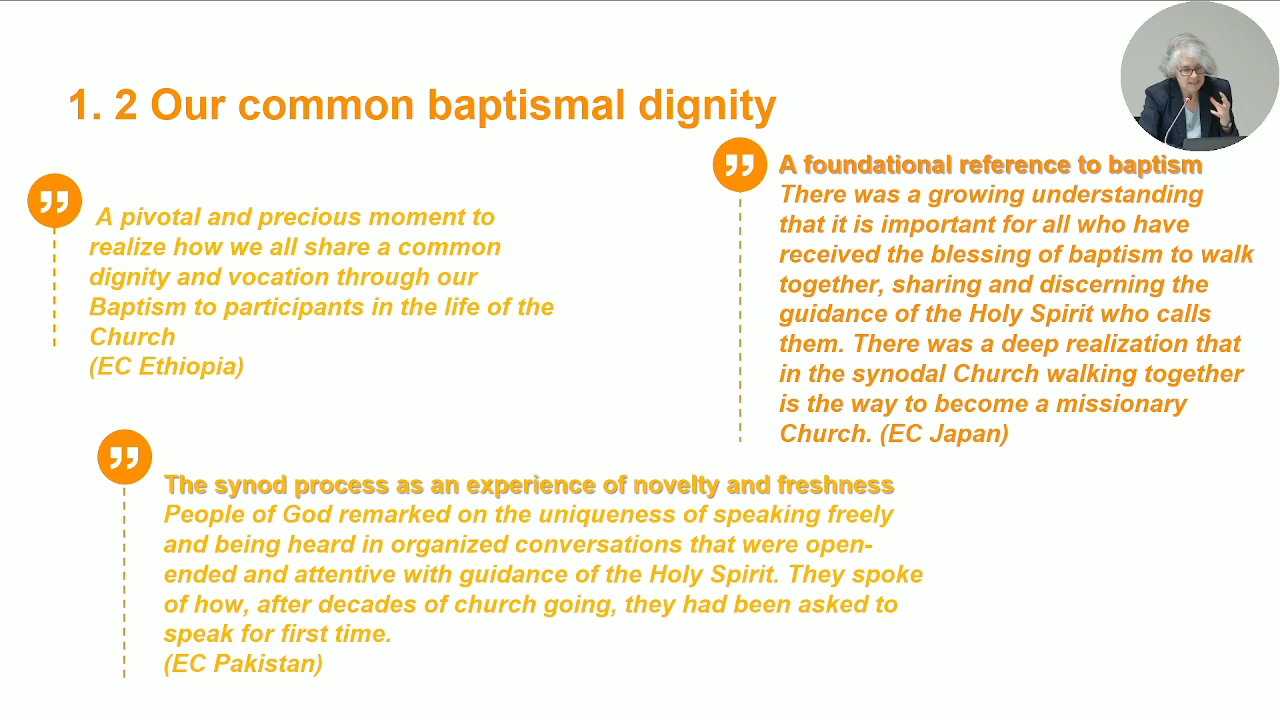 1. 2 Our common baptismal dignity
A pivotal and precious moment to
realize how we all share a common
dignity and vocation through our
Baptism to participants in the life of the
Church
(EC Ethiopia)
A foundational reference to baptism
There was a growing understanding
that it is important for all who have
received the blessing of baptism to walk
together, sharing and discerning the
guidance of the Holy Spirit who calls
them. There was a deep realization that
in the synodal Church walking together
is the way to become a missionary
Church. (EC Japan)
The synod process as an experience of novelty and freshness
People of God remarked on the uniqueness of speaking freely
and being heard in organized conversations that were open-
ended and attentive with guidance of the Holy Spirit. They spoke
of how, after decades of church going, they had been asked to
speak for first time.
(EC Pakistan)